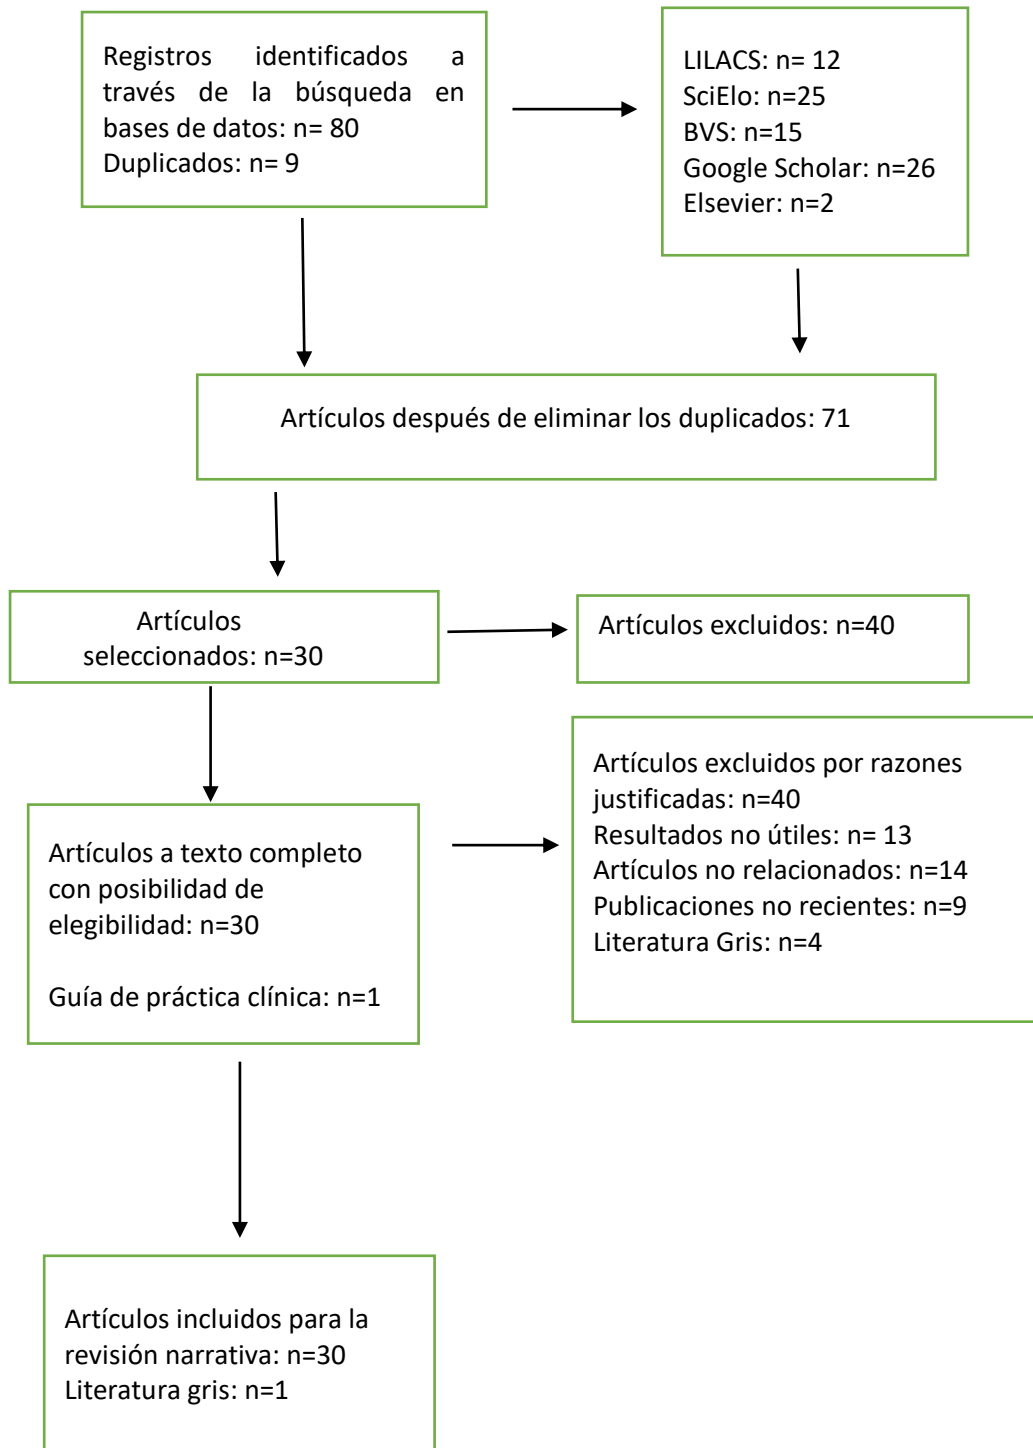 Registros identificados a
través de la búsqueda en
bases de datos: n= 80
Duplicados: n= 9
LILACS: n= 12
SciElo: n=25
BVS: n=15
Google Scholar: n=26
Elsevier: n=2
Artículos después de eliminar los duplicados: 71
Artículos
seleccionados: n=30
Artículos excluidos: n=40
Artículos a texto completo
con posibilidad de
elegibilidad: n=30
Guía de práctica clínica: n=1
Artículos excluidos por razones
justificadas: n=40
Resultados no útiles: n= 13
Artículos no relacionados: n=14
Publicaciones no recientes: n=9
Literatura Gris: n=4
Artículos incluidos para la
revisión narrativa: n=30
Literatura gris: n=1